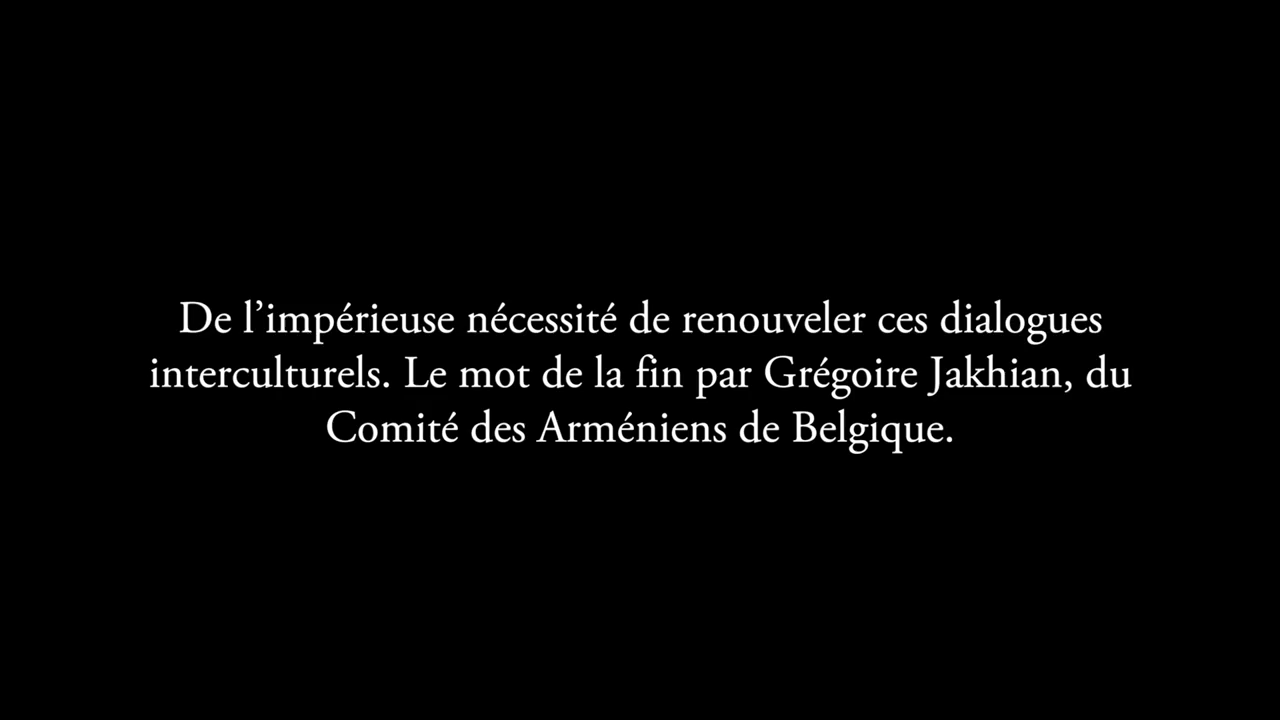 De l’impérieuse nécessité de renouveler ces dialogues
interculturels. Le mot de la fin par Grégoire Jakhian, du
Comité des Arméniens de Belgique.